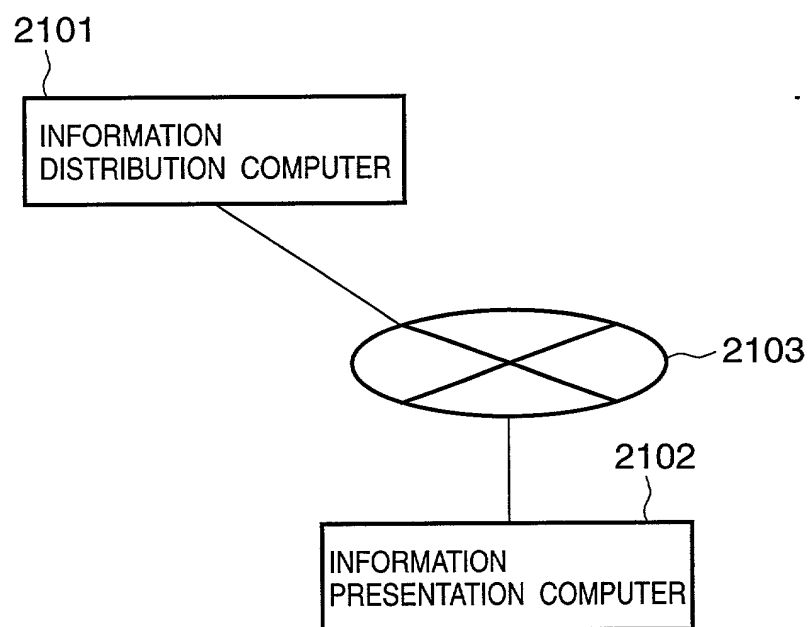 2101
INFORMATION
DISTRIBUTION COMPUTER
2103
2102
INFORMATION
PRESENTATION COMPUTER